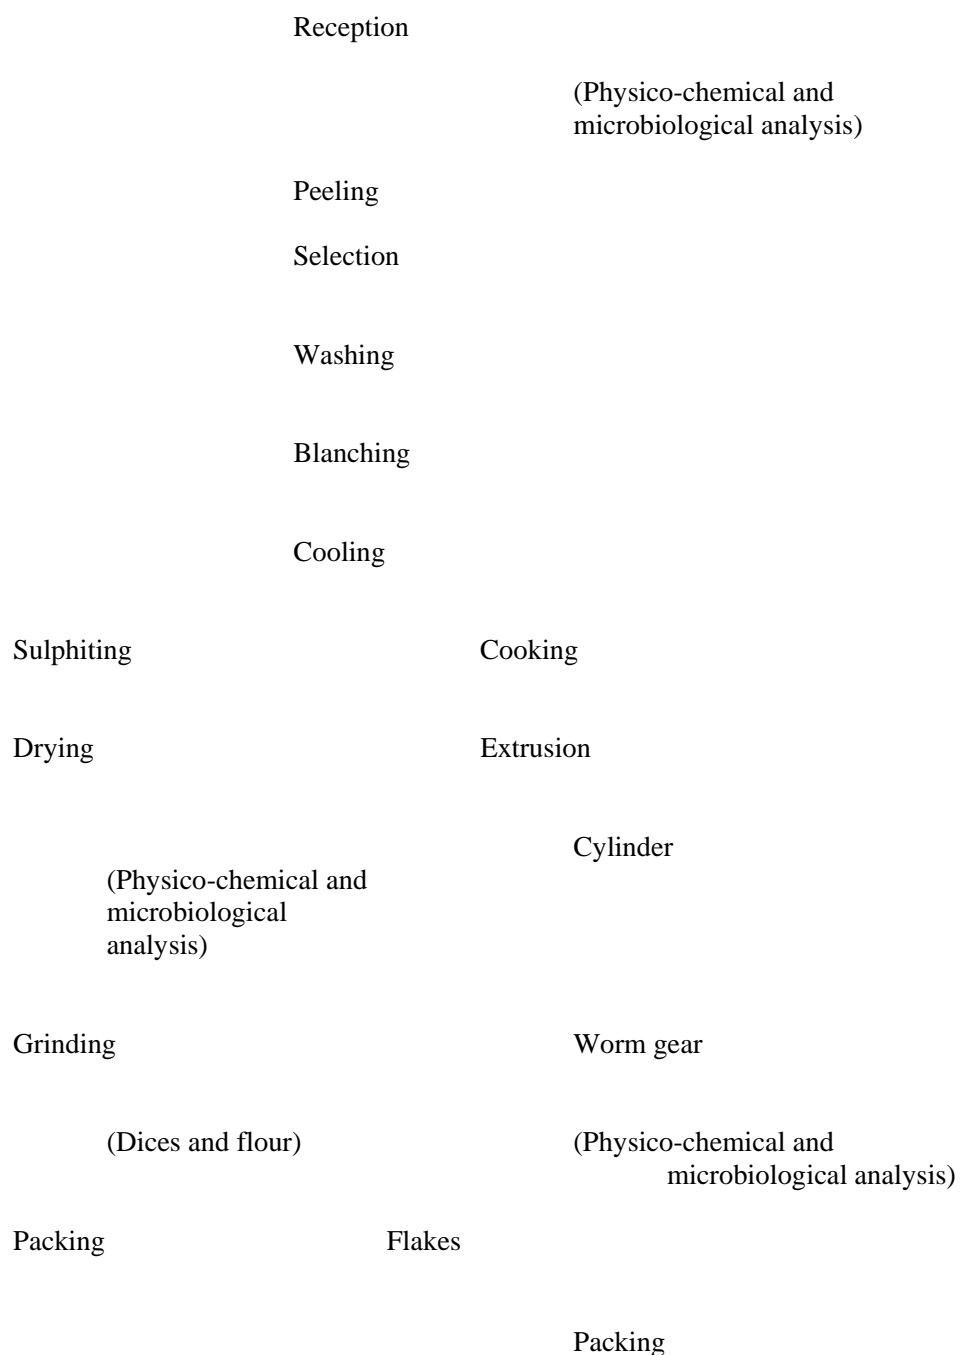 Reception
(Physico-chemical and
microbiological analysis)
Peeling
Selection
Washing
Blanching
Cooling
Sulphiting Cooking
Drying Extrusion
Cylinder
(Physico-chemical and
microbiological
analysis)
Grinding Worm gear
(Dices and flour) (Physico-chemical and
microbiological analysis)
Packing Flakes
Packing